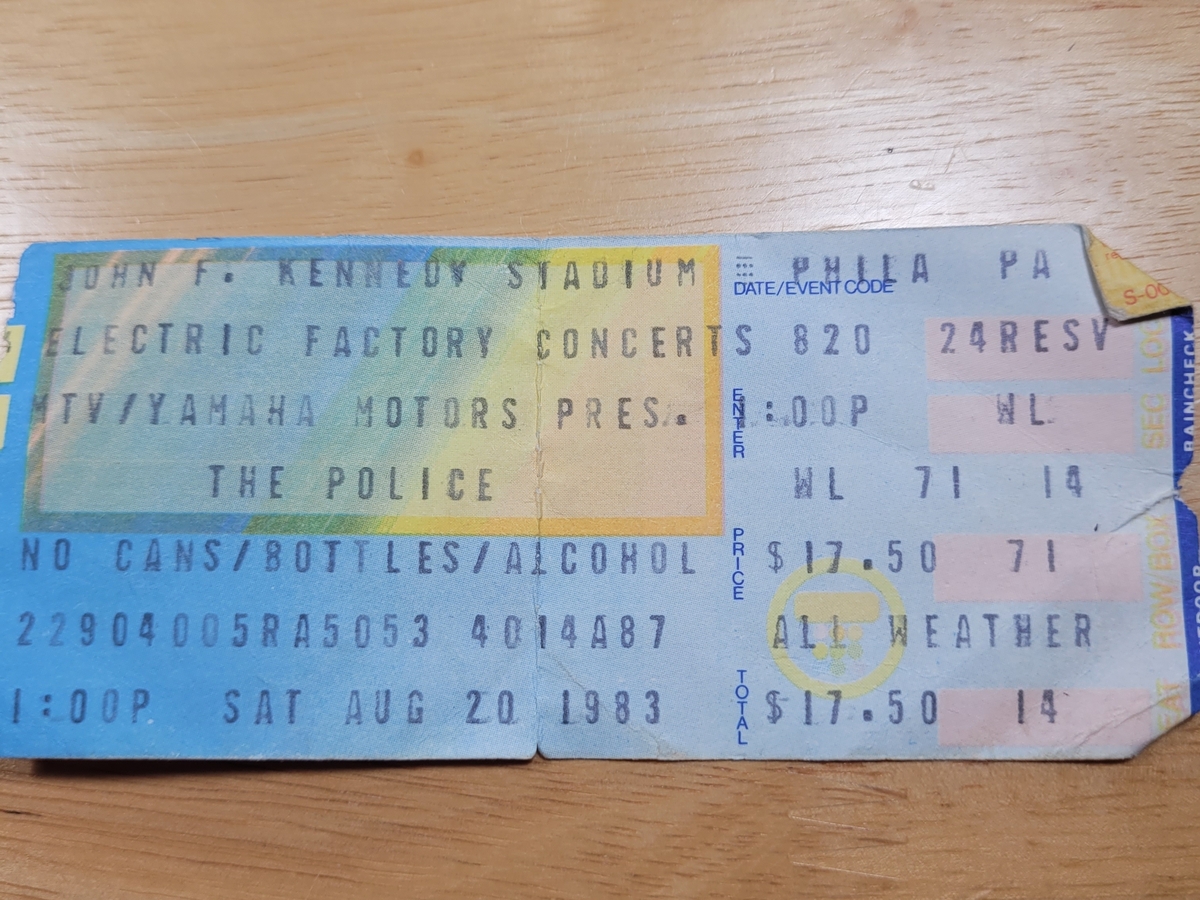 JOHN F. KENNEDY STADIUM PHILA PA
DATE/EVENT CODE
ELECTRIC FACTORY CONCERTS 820 24RESV
MTV/YAMAHA MOTORS PRES. 1:00P WL
ENTER
THE POLICE WL 71 14
NO CANS/BOTTLES/ALCOHOL $17.50 71
PRICE
22904005RA5053 4014A87 ALL WEATHER
1:00P SAT AUG 20 1983 $17.50 14
TOTAL
SEC
ROW/BOX
RAINCHECK